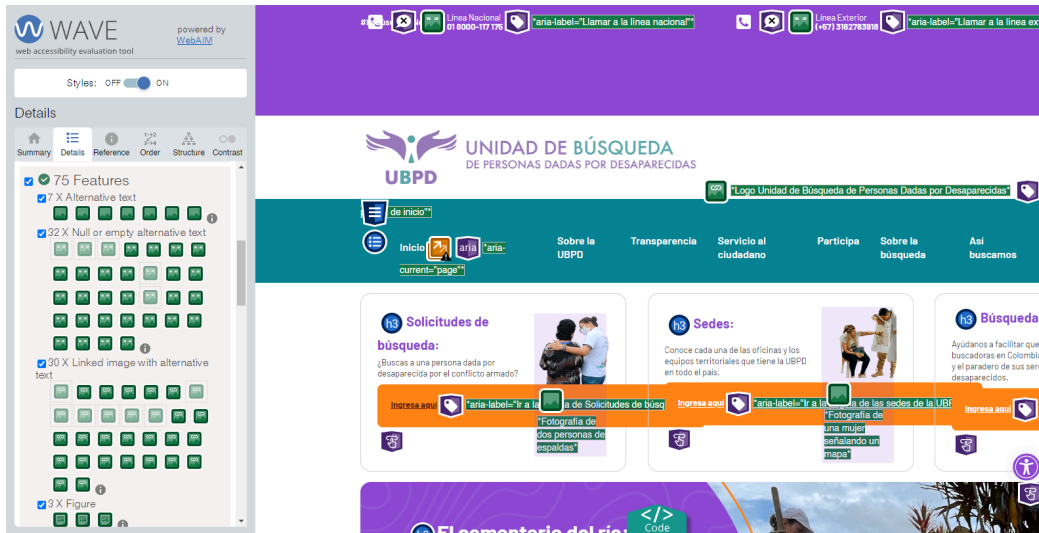 WAVE
web accessibility evaluation tool
powered by
WebAIM
Styles: OFF ON
Details
Summary Details Reference Order Structure Contrast
75 Features
7 X Alternative text
32 X Null or empty alternative text
30 X Linked image with alternative
text
3 X Figure
Línea Nacional
01 8000-117 175
*aria-label="Llamar a la línea nacional"*
Línea Exterior
(+57) 3162783918
*aria-label="Llamar a la línea ex
UBPD
UNIDAD DE BÚSQUEDA
DE PERSONAS DADAS POR DESAPARECIDAS
"Logo Unidad de Búsqueda de Personas Dadas por Desaparecidas"
de inicio"*
Inicio
aria
*aria-
current="page"*
Sobre la
UBPD
Transparencia
Servicio al
ciudadano
Participa
Sobre la
búsqueda
Así
buscamos
h3 Solicitudes de
búsqueda:
¿Buscas a una persona dada por
desaparecida por el conflicto armado?
Ingresa aquí
*aria-label="Ir a la
a de Solicitudes de búsq
*Fotografía de
dos personas de
espaldas*
h3 Sedes:
Conoce cada una de las oficinas y los
equipos territoriales que tiene la UBPD
en todo el país.
Ingresa aquí
*aria-label="Ir a la
de las sedes de la UBP
*Fotografía de
una mujer
señalando un
mapa*
h3 Búsqueda
Ayúdanos a facilitar que
buscadoras en Colombia
y el paradero de sus ser
desaparecidos.
Ingresa aquí
h3 El cementerio del río:
</>
Code